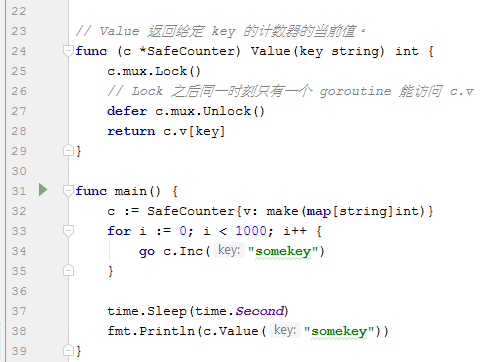 22
23 // Value 返回给定 key 的计数器的当前值。
24 func (c *SafeCounter) Value(key string) int {
25 c.mux.Lock()
26 // Lock 之后同一时刻只有一个 goroutine 能访问 c.v
27 defer c.mux.Unlock()
28 return c.v[key]
29 }
30
31 func main() {
32 c := SafeCounter{v: make(map[string]int)}
33 for i := 0; i < 1000; i++ {
34 go c.Inc( key: "somekey")
35 }
36
37 time.Sleep(time.Second)
38 fmt.Println(c.Value( key: "somekey"))
39 }